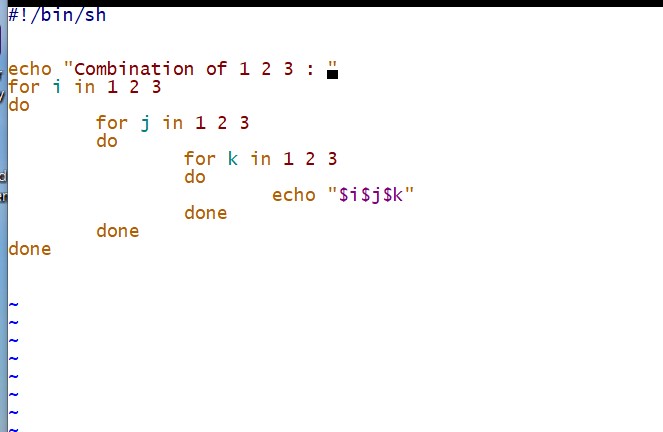 #!/bin/sh
echo "Combination of 1 2 3 : "
for i in 1 2 3
do
        for j in 1 2 3
        do
                for k in 1 2 3
                do
                        echo "$i$j$k"
                done
        done
done
~
~
~
~
~
~
~
~